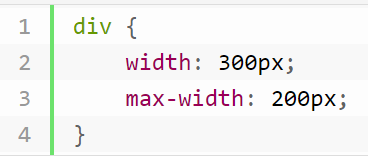 1 div {
2     width: 300px;
3     max-width: 200px;
4 }